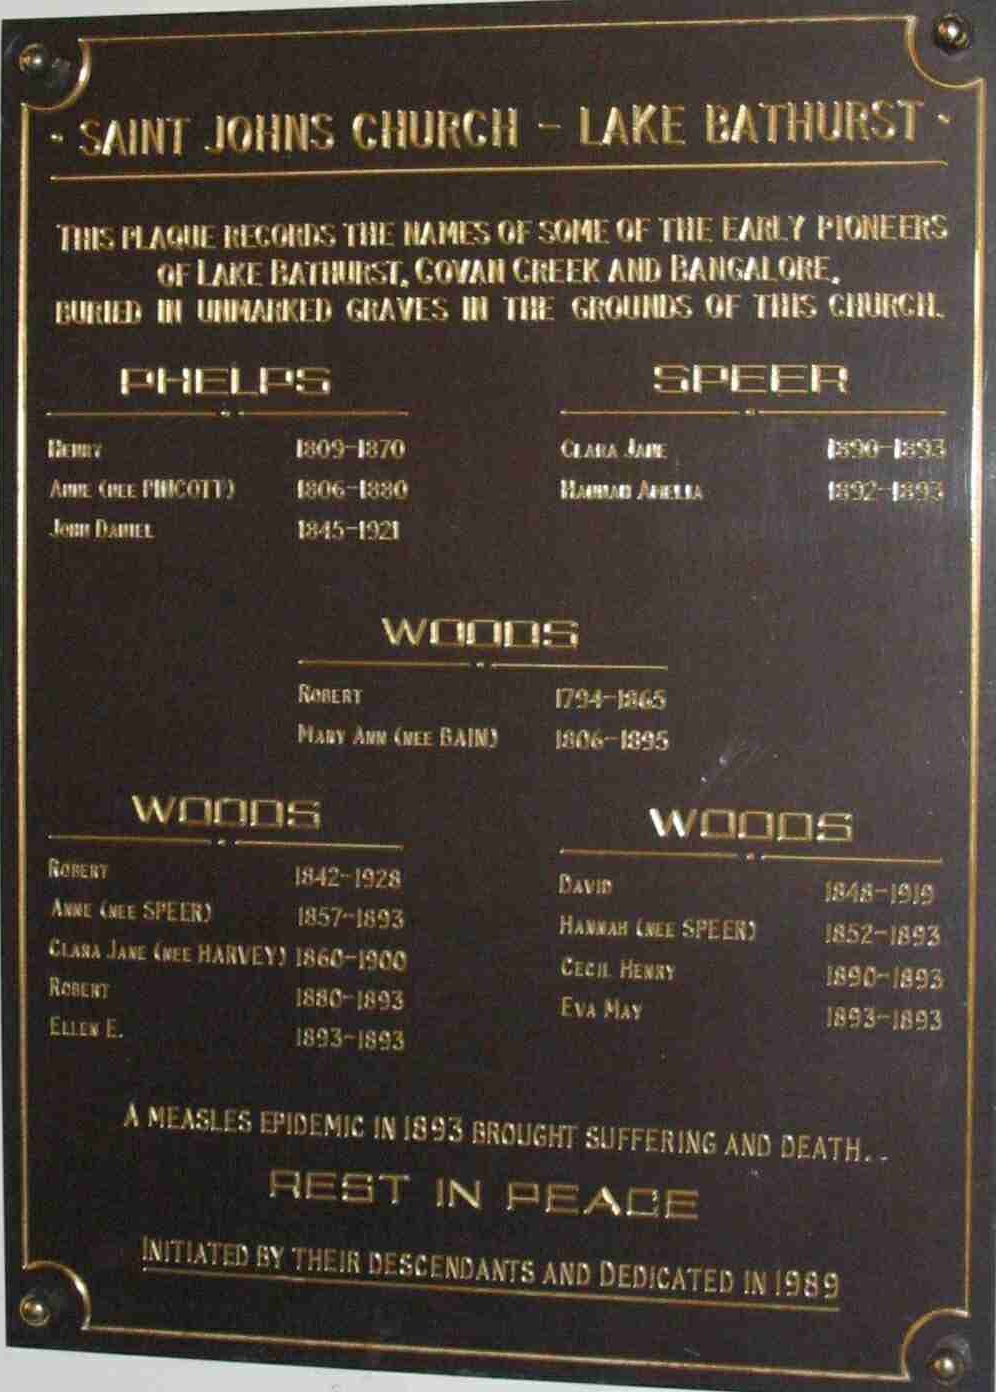 · SAINT JOHNS CHURCH - LAKE BATHURST ·
THIS PLAQUE RECORDS THE NAMES OF SOME OF THE EARLY PIONEERS
OF LAKE BATHURST, COVAN CREEK AND BANGALORE,
BURIED IN UNMARKED GRAVES IN THE GROUNDS OF THIS CHURCH.
PHELPS
HENRY 1809-1870
ANNE (NEE PINCOTT) 1806-1880
JOHN DANIEL 1845-1921
SPEER
CLARA JANE 1890-1893
HANNAH AMELIA 1892-1893
WOODS
ROBERT 1794-1865
MARY ANN (NEE BAIN) 1806-1895
WOODS
ROBERT 1842-1928
ANNE (NEE SPEER) 1857-1893
CLARA JANE (NEE HARVEY) 1860-1900
ROBERT 1880-1893
ELLEN E. 1893-1893
WOODS
DAVID 1848-1919
HANNAH (NEE SPEER) 1852-1893
CECIL HENRY 1890-1893
EVA MAY 1893-1893
A MEASLES EPIDEMIC IN 1893 BROUGHT SUFFERING AND DEATH..
REST IN PEACE
INITIATED BY THEIR DESCENDANTS AND DEDICATED IN 1989